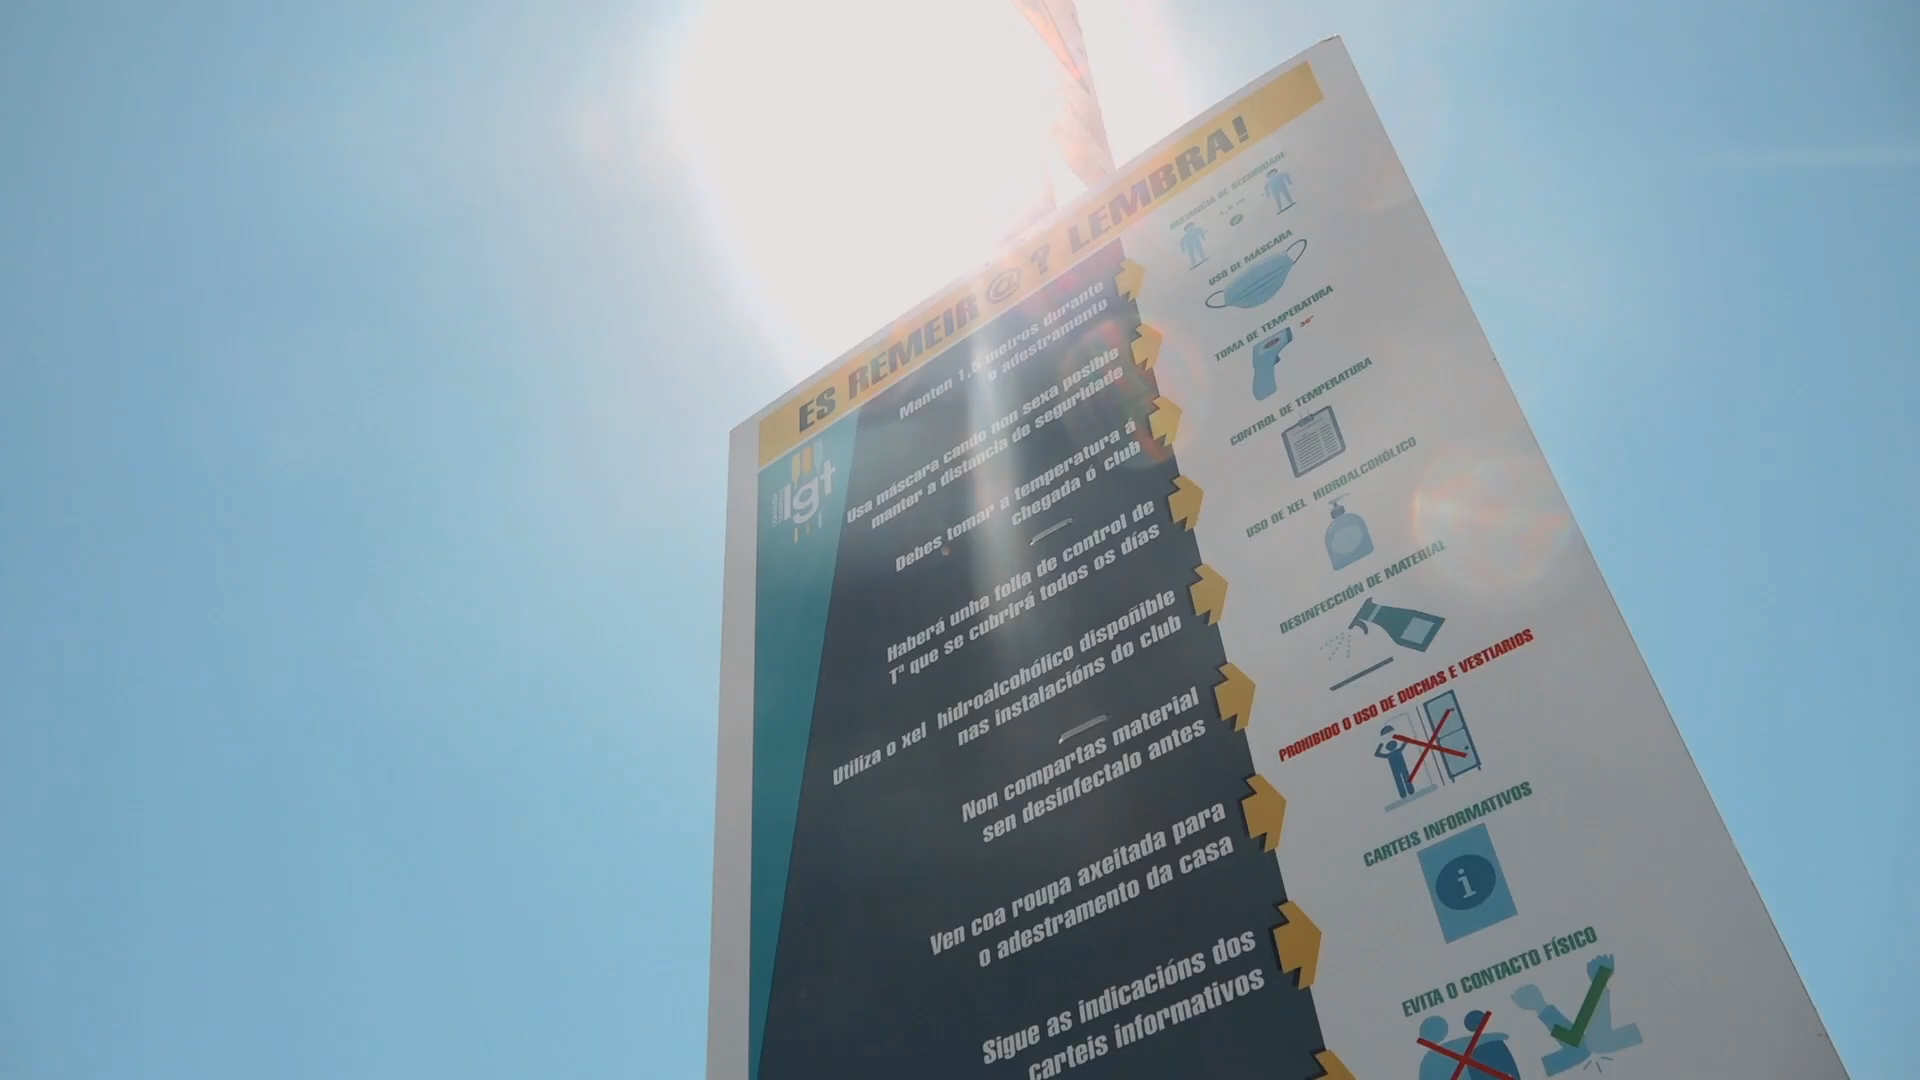 ES REMEIR@? LEMBRA!
lgt
Manten 1,5 metros durante
o adestramento
Usa máscara cando non sexa posible
manter a distancia de seguridade
Debes tomar a temperatura á
chegada ó club
Haberá unha folla de control de
Tª que se cubrirá todos os días
Utiliza o xel hidroalcohólico dispoñible
nas instalacións do club
Non compartas material
sen desinfectalo antes
Ven coa roupa axeitada para
o adestramento da casa
Sigue as indicacións dos
carteis informativos
DISTANCIA DE SEGURIDADE
1,5 m
USO DE MÁSCARA
TOMA DE TEMPERATURA
CONTROL DE TEMPERATURA
USO DE XEL HIDROALCOHÓLICO
DESINFECCIÓN DE MATERIAL
PROHIBIDO O USO DE DUCHAS E VESTIARIOS
CARTEIS INFORMATIVOS
i
EVITA O CONTACTO FÍSICO